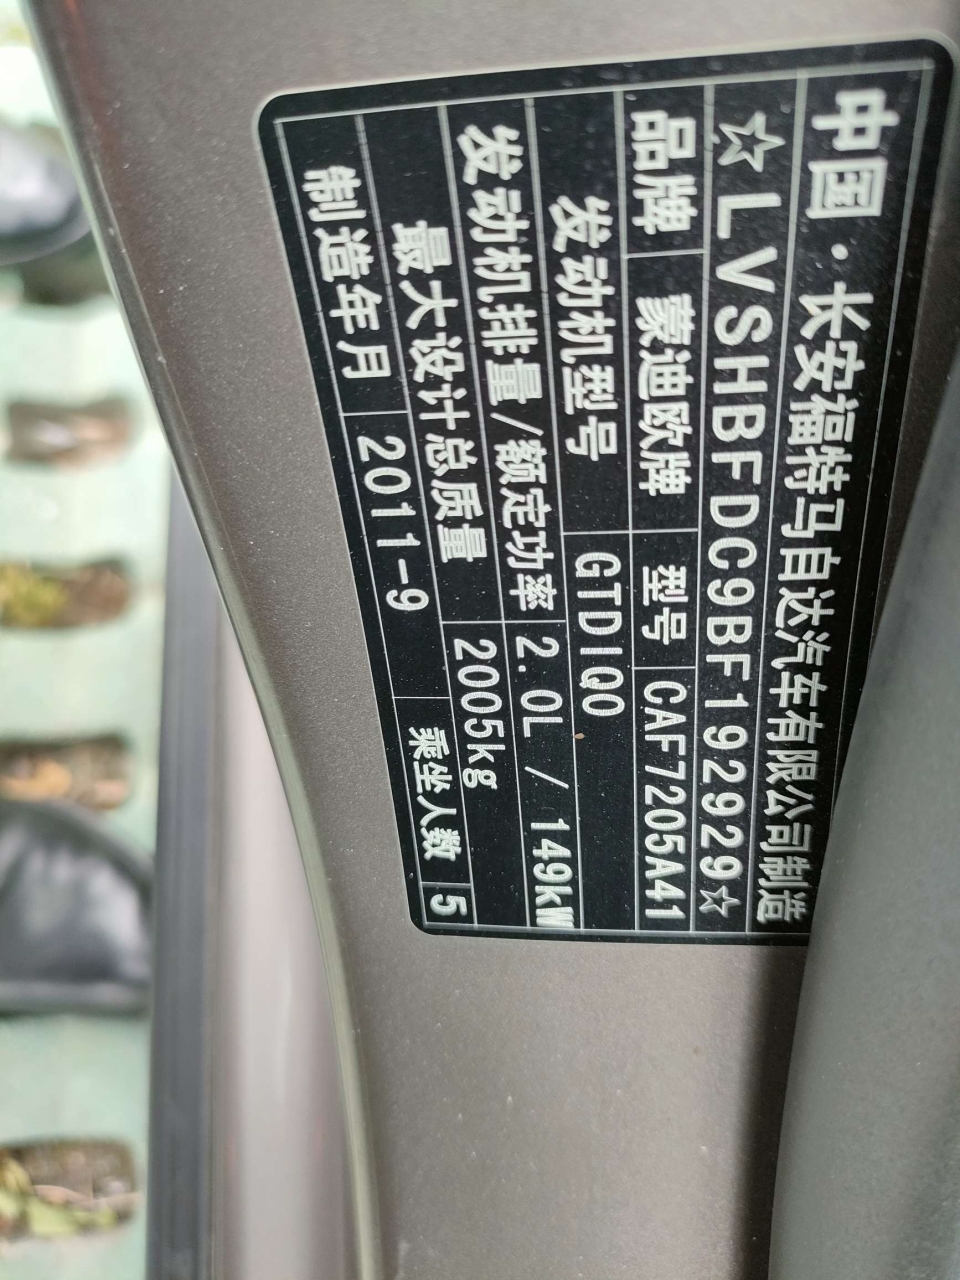 中国·长安福特马自达汽车有限公司制造
☆LVSHBFDC9BF192929☆
品牌 蒙迪欧牌 型号 CAF7205A41
发动机型号 GTDIQ0
发动机排量/额定功率 2.0L / 149kW
最大设计总质量 2005kg
制造年月 2011-9 乘坐人数 5